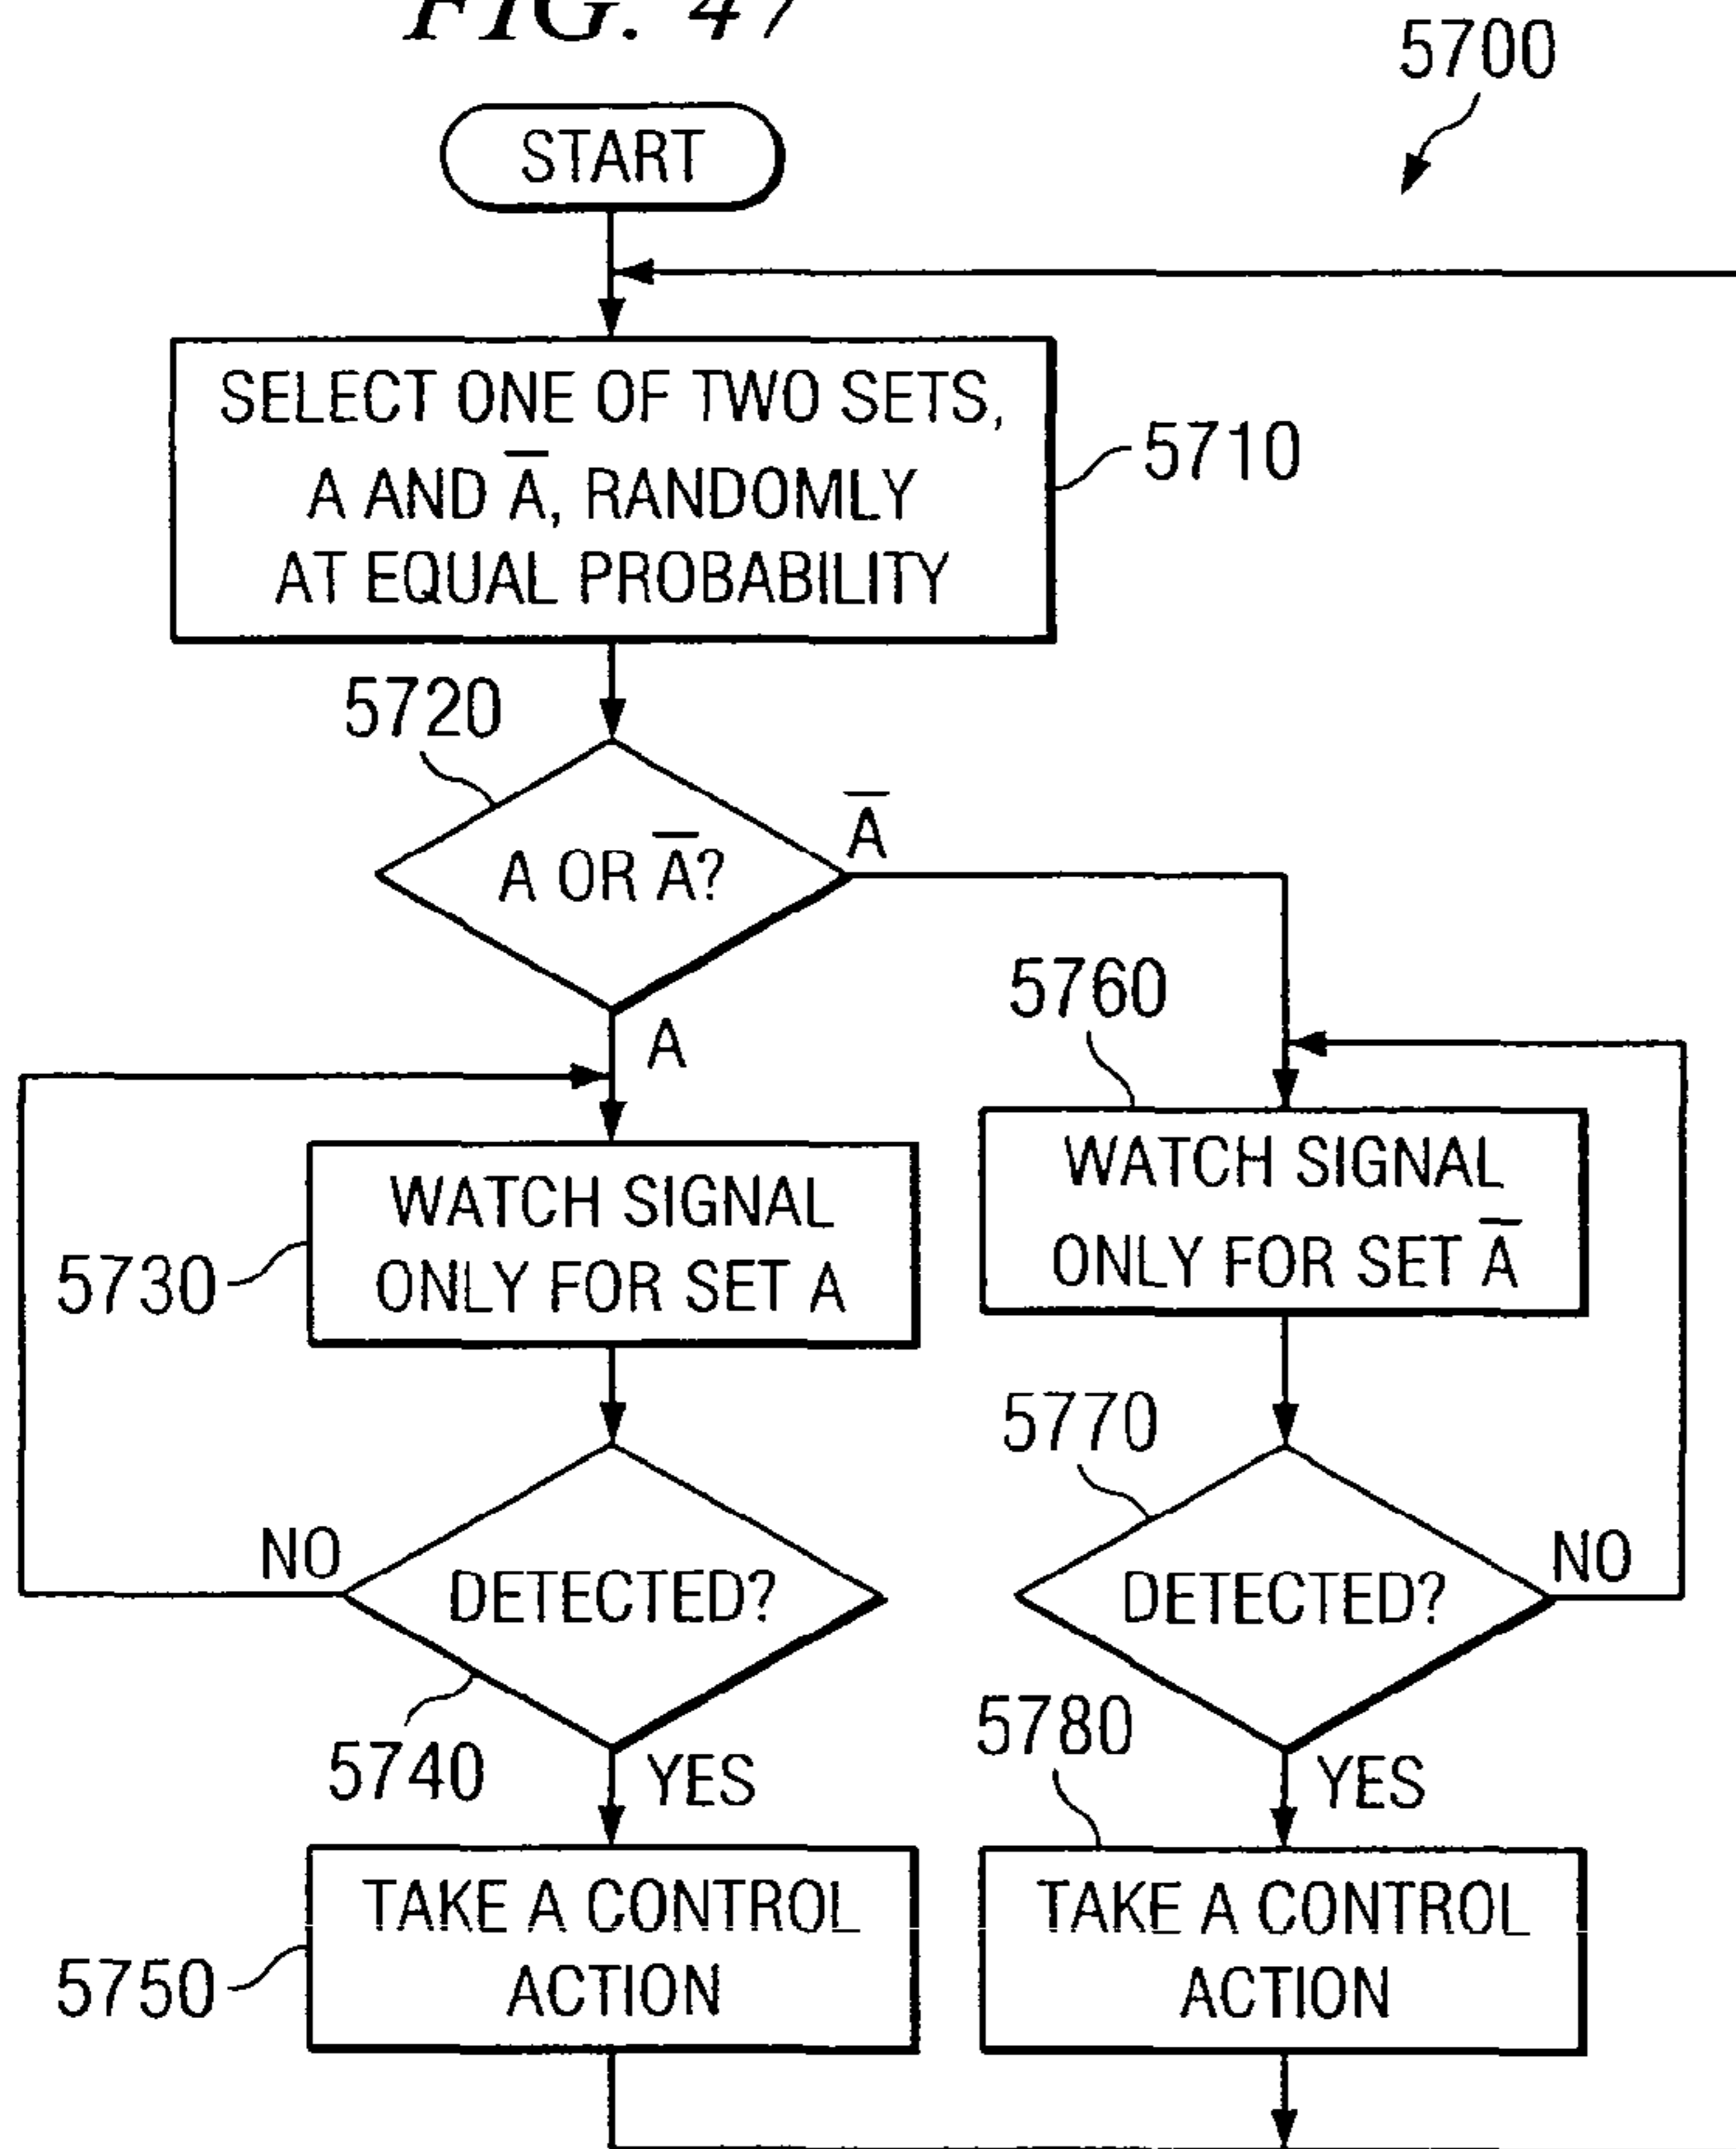 FIG. 47
5700
START
SELECT ONE OF TWO SETS,
A AND A̅, RANDOMLY
AT EQUAL PROBABILITY
5710
5720
A OR A̅?
A̅
A
5760
WATCH SIGNAL
ONLY FOR SET A
5730
WATCH SIGNAL
ONLY FOR SET A̅
5770
NO
DETECTED?
DETECTED?
NO
5740
YES
5780
YES
TAKE A CONTROL
ACTION
5750
TAKE A CONTROL
ACTION